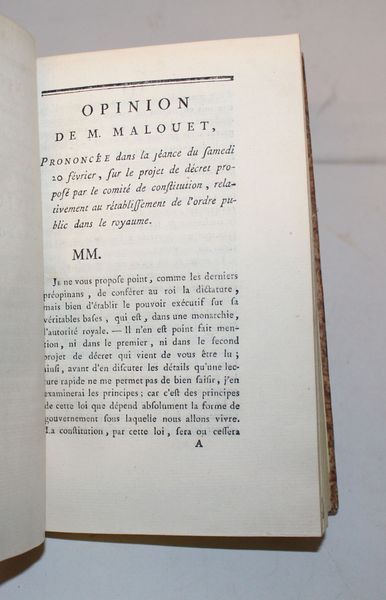 OPINION
DE M. MALOUET,
PRONONCÉE dans la ſéance du ſamedi
20 février, ſur le projet de décret pro-
poſé par le comité de conſtitution, rela-
tivement au rétabliſſement de l'ordre pu-
blic dans le royaume.
MM.
JE ne vous propoſe point, comme les derniers
préopinans, de conférer au roi la dictature,
mais bien d'établir le pouvoir exécutif ſur ſa
véritables baſes, qui eſt, dans une monarchie,
l'autorité royale. — Il n'en eſt point fait men-
tion, ni dans le premier, ni dans le second
projet de décret qui vient de vous être lu;
ainſi, avant d'en diſcuter les détails qu'une lec-
ture rapide ne me permet pas de bien ſaiſir, j'en
examinerai les principes; car c'eſt des principes
de cette loi que dépend abſolument la forme de
gouvernement ſous laquelle nous allons vivre.
La conſtitution, par cette loi, ſera ou ceſſera
A